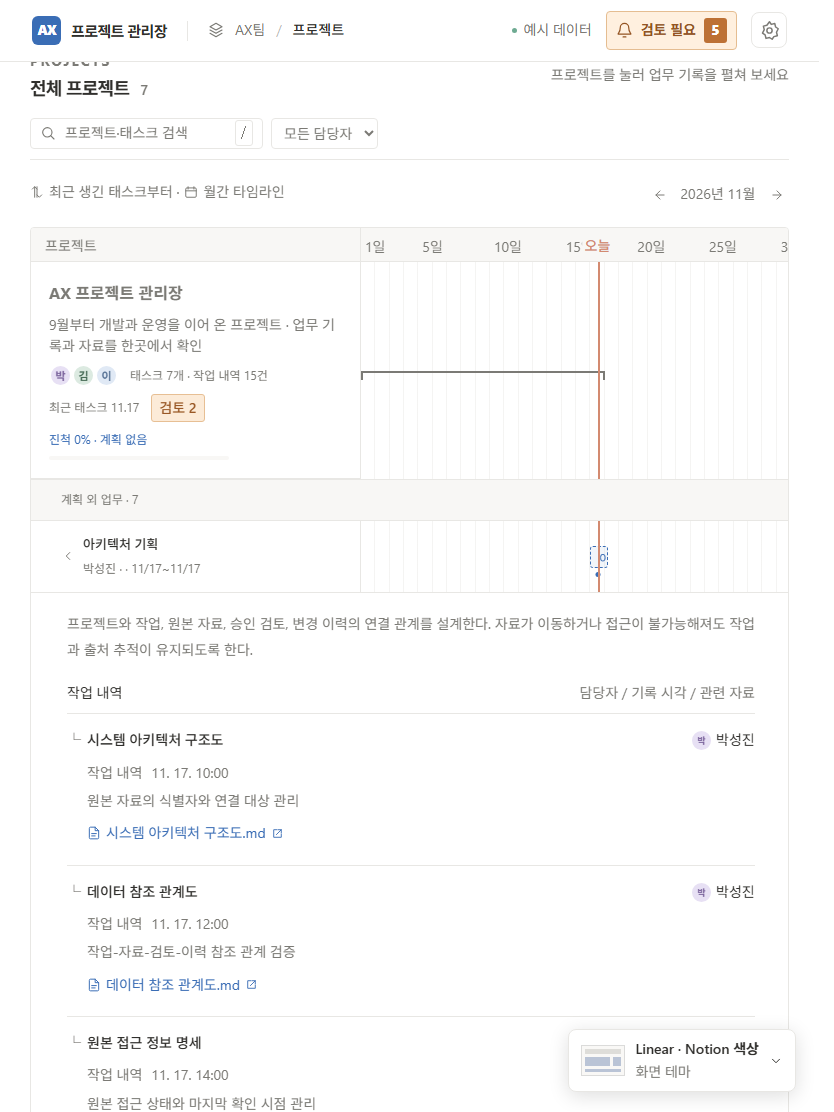 AX 프로젝트 관리장
AX팀 / 프로젝트
예시 데이터
검토 필요 5
PROJECTS
전체 프로젝트 7
프로젝트를 눌러 업무 기록을 펼쳐 보세요
프로젝트·태스크 검색 /
모든 담당자
최근 생긴 태스크부터 · 월간 타임라인
← 2026년 11월 →
프로젝트
1일 5일 10일 15 오늘 20일 25일 3
AX 프로젝트 관리장
9월부터 개발과 운영을 이어 온 프로젝트 · 업무 기
록과 자료를 한곳에서 확인
박 김 이 태스크 7개 · 작업 내역 15건
최근 태스크 11.17 검토 2
진척 0% · 계획 없음
계획 외 업무 · 7
아키텍처 기획
박성진 · · 11/17~11/17
0
프로젝트와 작업, 원본 자료, 승인 검토, 변경 이력의 연결 관계를 설계한다. 자료가 이동하거나 접근이 불가능해져도 작업
과 출처 추적이 유지되도록 한다.
작업 내역
담당자 / 기록 시각 / 관련 자료
시스템 아키텍처 구조도
박 박성진
작업 내역 11. 17. 10:00
원본 자료의 식별자와 연결 대상 관리
시스템 아키텍처 구조도.md
데이터 참조 관계도
박 박성진
작업 내역 11. 17. 12:00
작업-자료-검토-이력 참조 관계 검증
데이터 참조 관계도.md
원본 접근 정보 명세
작업 내역 11. 17. 14:00
원본 접근 상태와 마지막 확인 시점 관리
Linear · Notion 색상
화면 테마